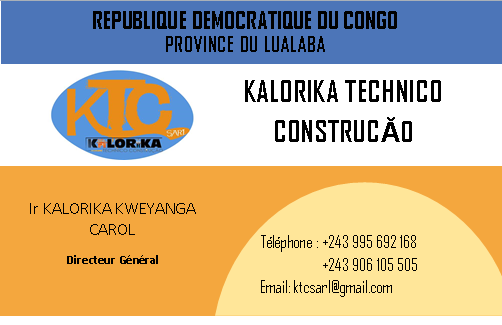 REPUBLIQUE DEMOCRATIQUE DU CONGO
PROVINCE DU LUALABA
KTC
SARL
KALORIKA
KALORIKA TECHNICO
CONSTRUCÃO
Ir KALORIKA KWEYANGA
CAROL
Directeur Général
Téléphone : +243 995 692 168
+243 906 105 505
Email: ktcsarl@gmail.com